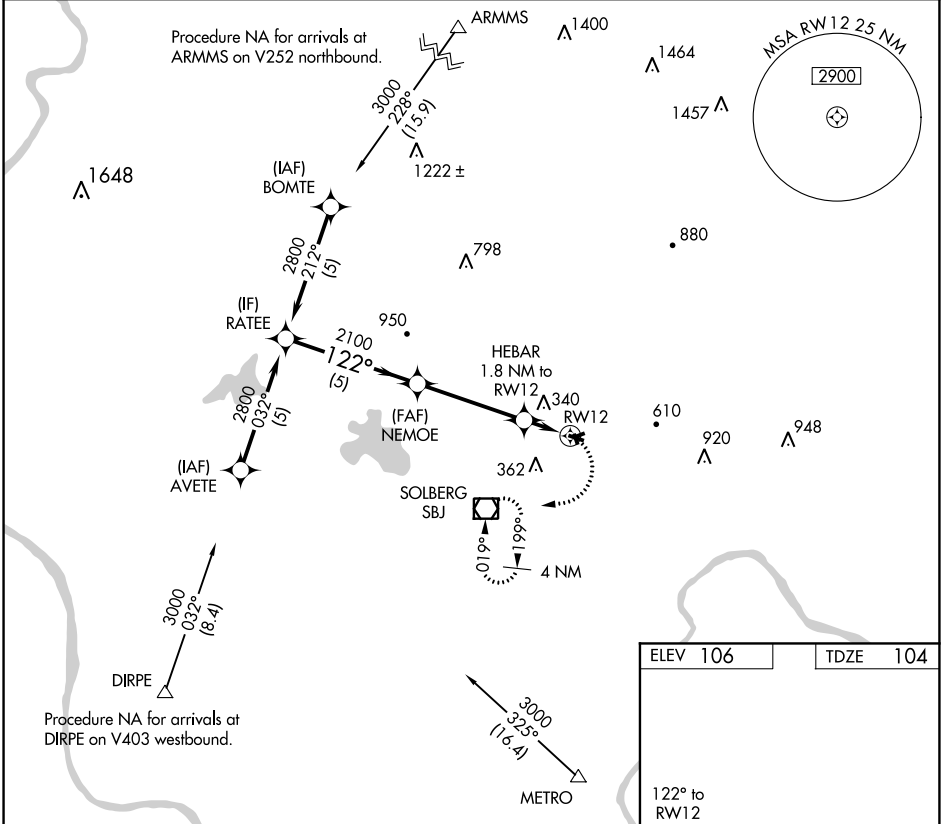 ARMMS
Procedure NA for arrivals at
ARMMS on V252 northbound.
1400
1464
1457
MSA RW12 25 NM
2900
3000
228°
(15.9)
1222 ±
1648
(IAF)
BOMTE
2800
212°
(5)
798
880
(IF)
RATEE
950
2100
122°
(5)
HEBAR
1.8 NM to
RW12
340
RW12
610
920
948
2800
032°
(5)
(FAF)
NEMOE
(IAF)
AVETE
362
SOLBERG
SBJ
019°
199°
4 NM
3000
032°
(8.4)
DIRPE
Procedure NA for arrivals at
DIRPE on V403 westbound.
3000
325°
(16.4)
METRO
ELEV 106
TDZE 104
122° to
RW12